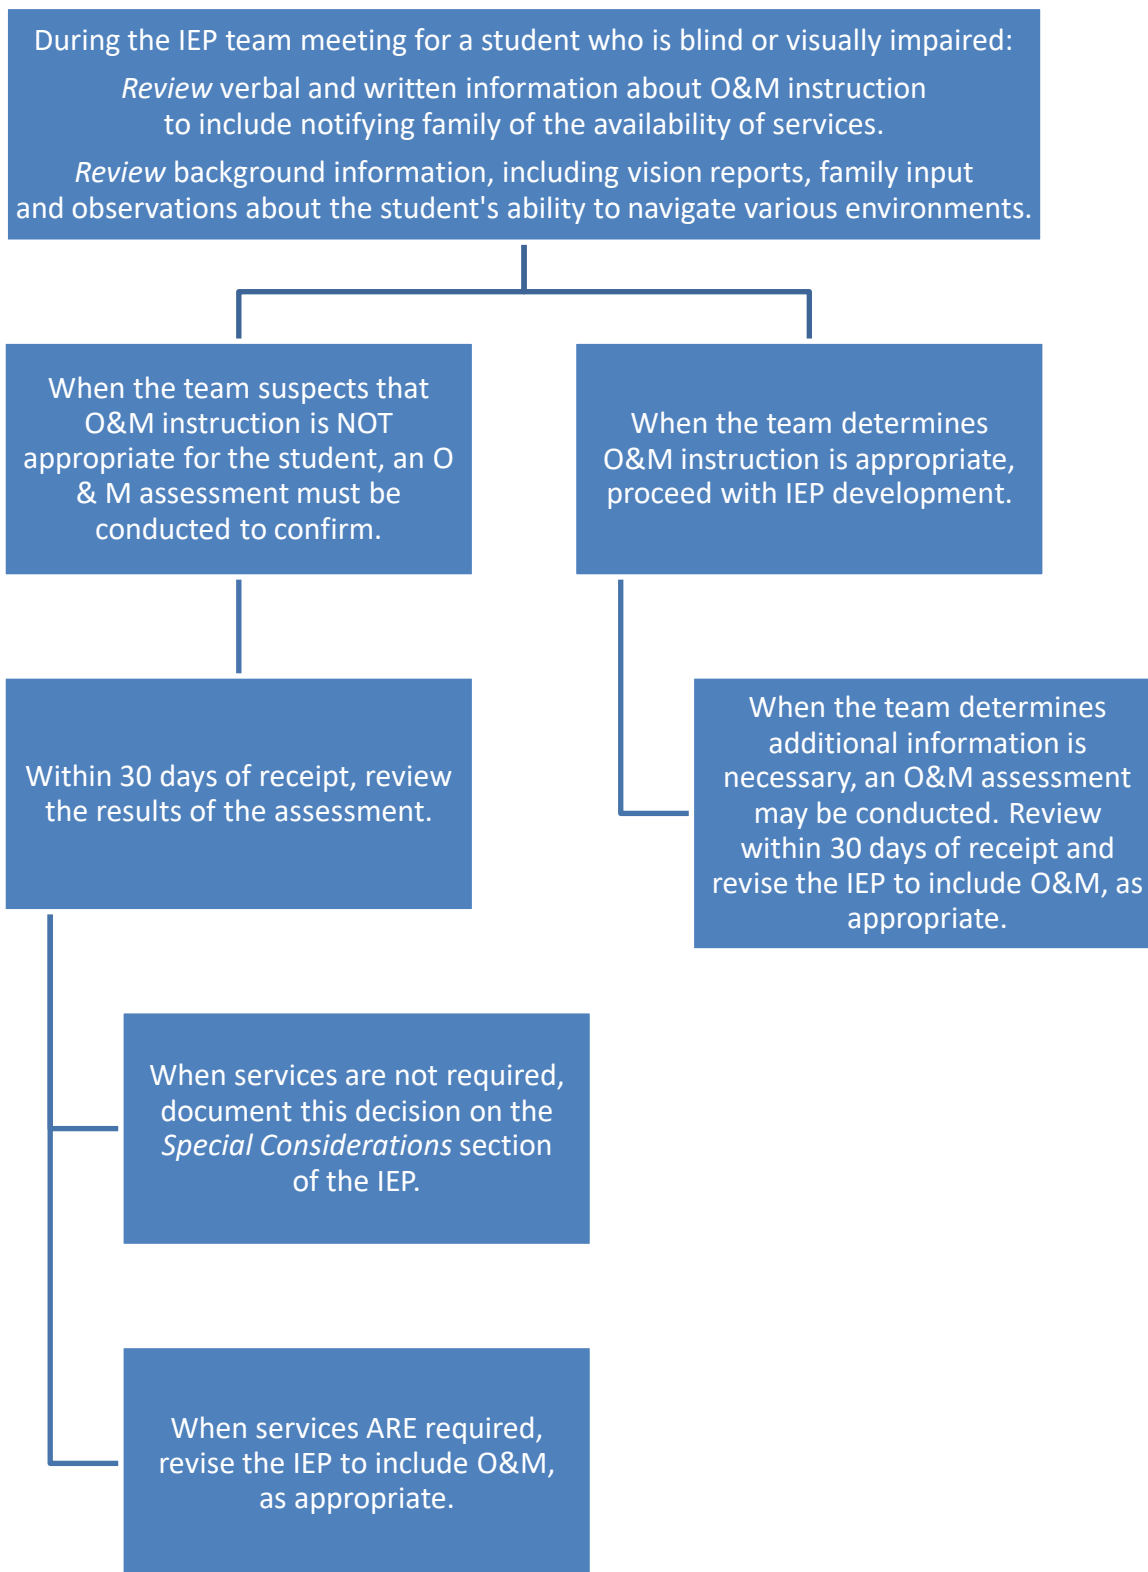 During the IEP team meeting for a student who is blind or visually impaired:
Review verbal and written information about O&M instruction
to include notifying family of the availability of services.
Review background information, including vision reports, family input
and observations about the student's ability to navigate various environments.
When the team suspects that
O&M instruction is NOT
appropriate for the student, an O
& M assessment must be
conducted to confirm.
When the team determines
O&M instruction is appropriate,
proceed with IEP development.
Within 30 days of receipt, review
the results of the assessment.
When the team determines
additional information is
necessary, an O&M assessment
may be conducted. Review
within 30 days of receipt and
revise the IEP to include O&M, as
appropriate.
When services are not required,
document this decision on the
Special Considerations section
of the IEP.
When services ARE required,
revise the IEP to include O&M,
as appropriate.